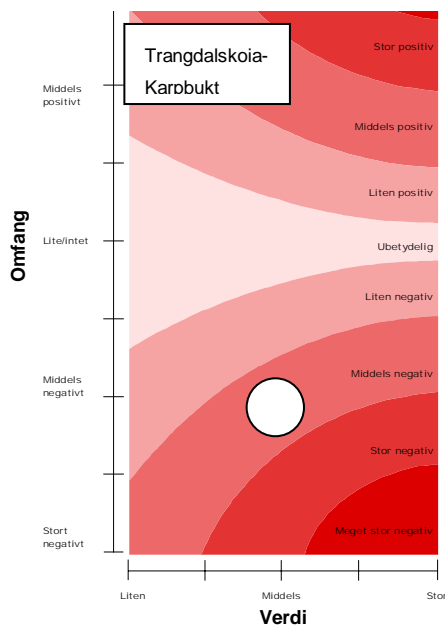 Trangdalskoia-
Karpbukt
Stor positiv
Middels
positivt
Middels positiv
Liten positiv
Omfang
Lite/intet
Ubetydelig
Liten negativ
Middels
negativt
Middels negativ
Stor negativ
Stort
negativt
Meget stor negativ
Liten
Middels
Stor
Verdi